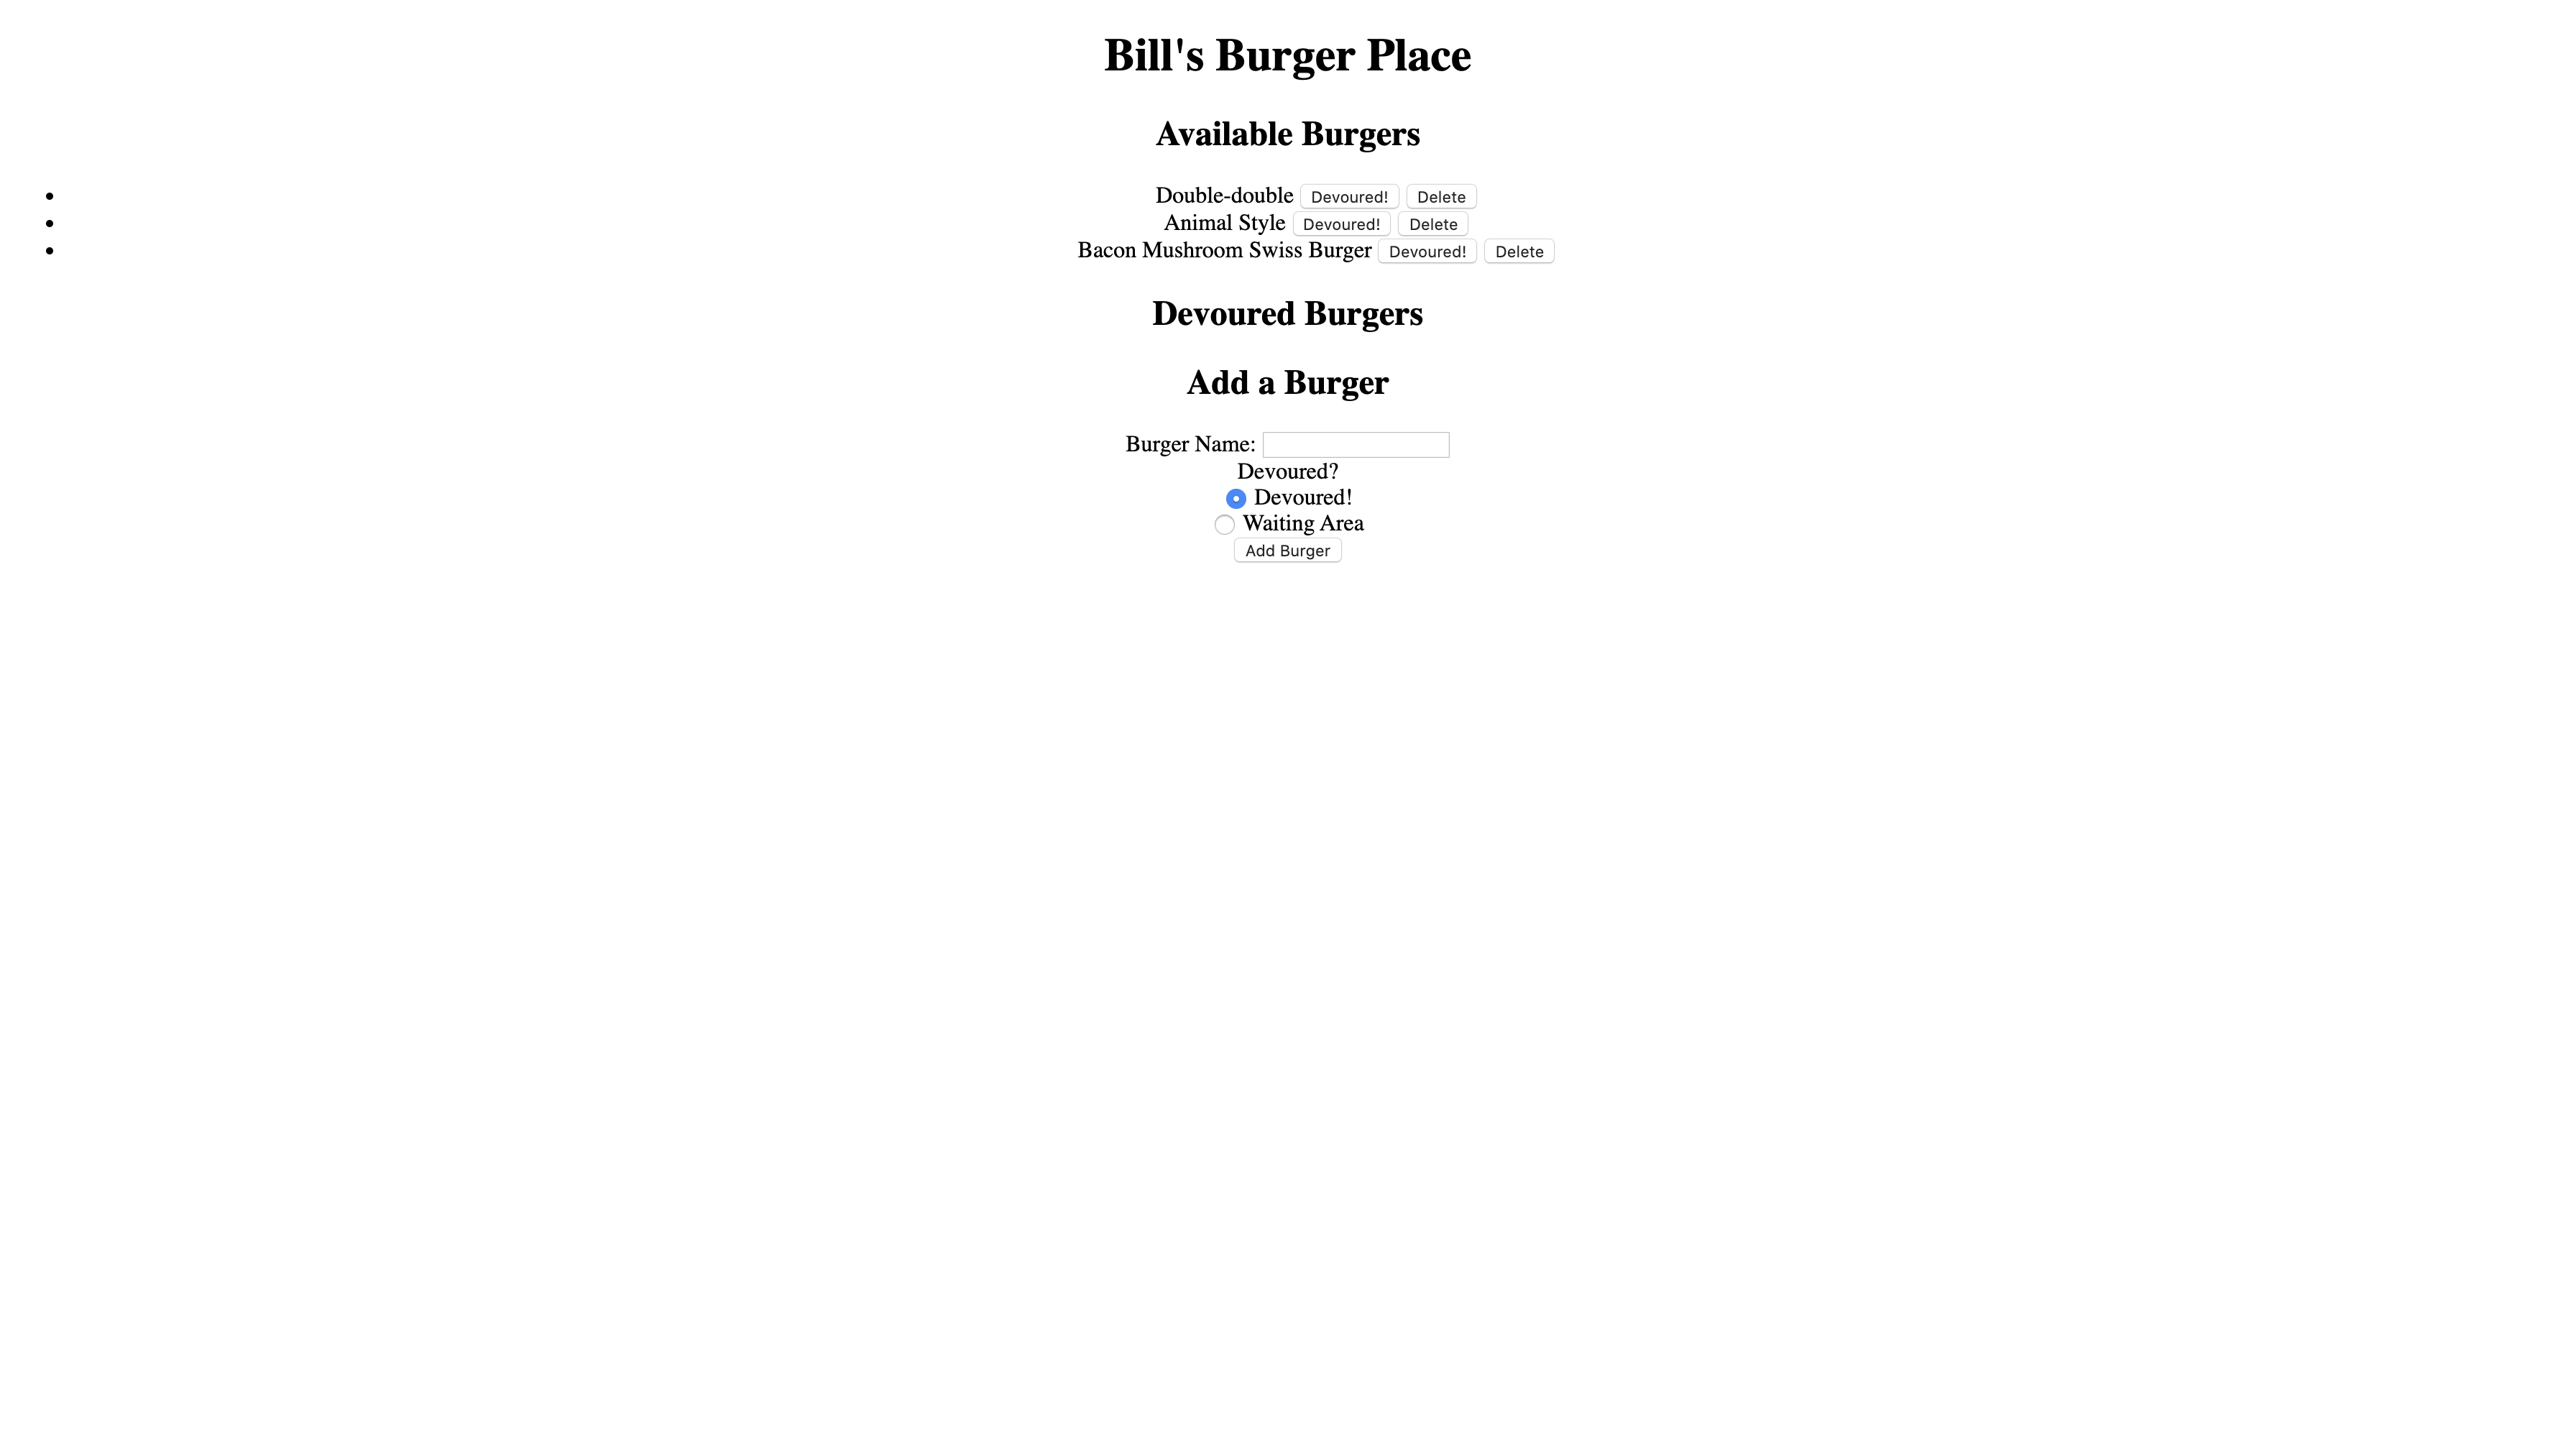 Bill's Burger Place
Available Burgers
Double-double Devoured! Delete
Animal Style Devoured! Delete
Bacon Mushroom Swiss Burger Devoured! Delete
Devoured Burgers
Add a Burger
Burger Name:
Devoured?
Devoured!
Waiting Area
Add Burger